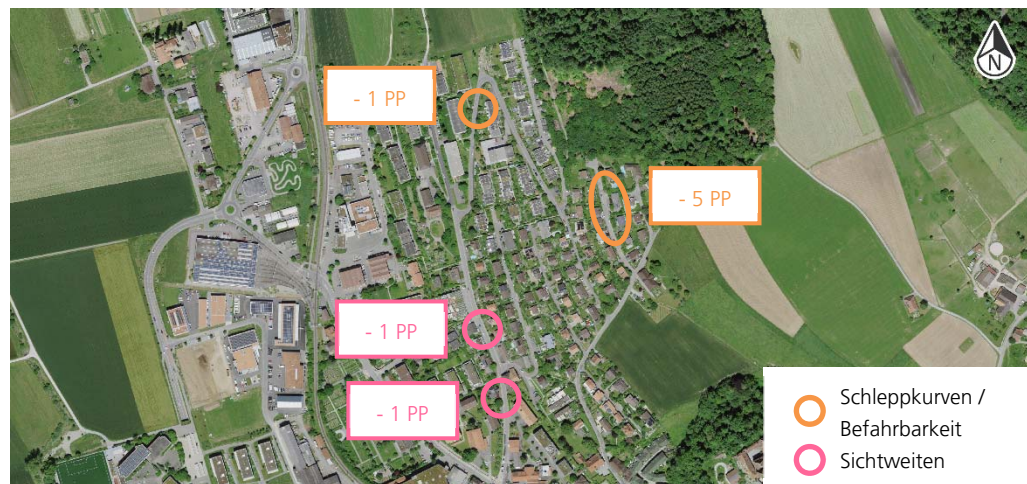 N
- 1 PP
- 5 PP
- 1 PP
- 1 PP
Schleppkurven /
Befahrbarkeit
Sichtweiten